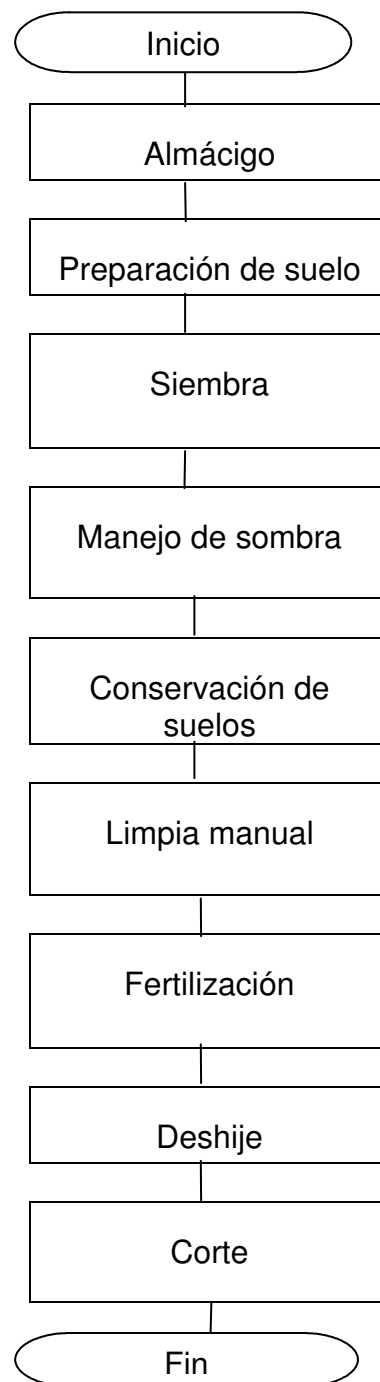 Inicio
Almácigo
Preparación de suelo
Siembra
Manejo de sombra
Conservación de
suelos
Limpia manual
Fertilización
Deshije
Corte
Fin